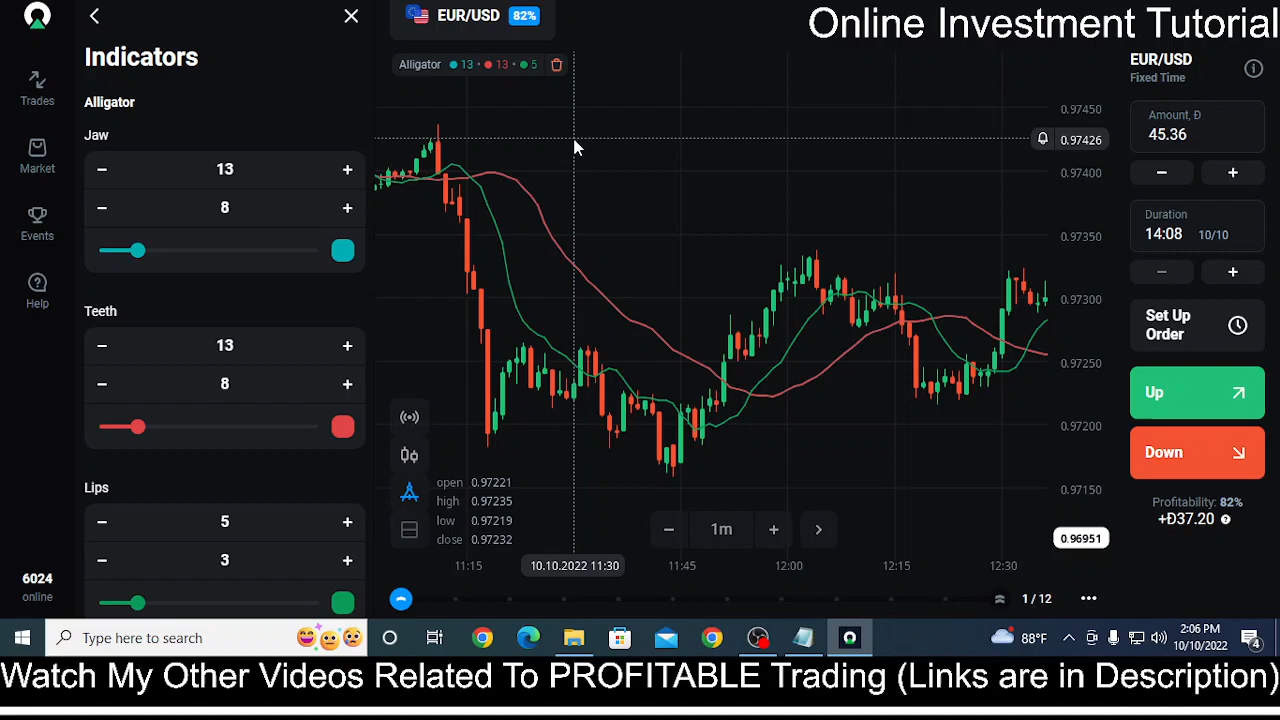 Online Investment Tutorial
EUR/USD 82%
Indicators
Alligator
Jaw
13
8
Teeth
13
8
Lips
5
3
Trades
Market
Events
Help
6024
online
Alligator 13 • 13 • 5
0.97450
0.97426
0.97400
0.97350
0.97300
0.97250
0.97200
0.97150
0.96951
open 0.97221
high 0.97235
low 0.97219
close 0.97232
− 1m + >
11:15
10.10.2022 11:30
11:45
12:00
12:15
12:30
1 / 12
EUR/USD
Fixed Time
Amount, Đ
45.36
− +
Duration
14:08 10/10
− +
Set Up
Order
Up
Down
Profitability: 82%
+Đ37.20
Type here to search
88°F
2:06 PM
10/10/2022
4
Watch My Other Videos Related To PROFITABLE Trading (Links are in Description)